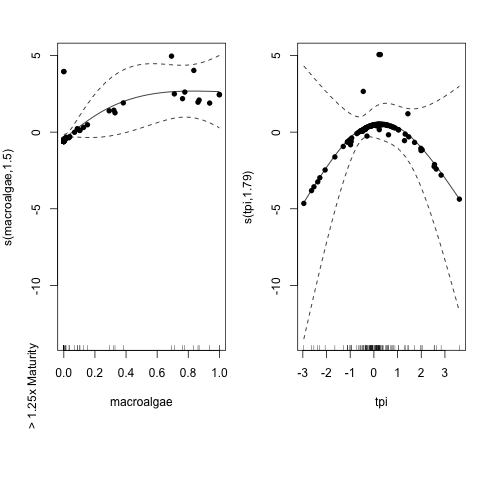 s(macroalgae,1.5)
5
0
-5
-10
0.0 0.2 0.4 0.6 0.8 1.0
macroalgae
s(tpi,1.79)
5
0
-5
-10
-3 -2 -1 0 1 2 3
tpi
> 1.25x Maturity